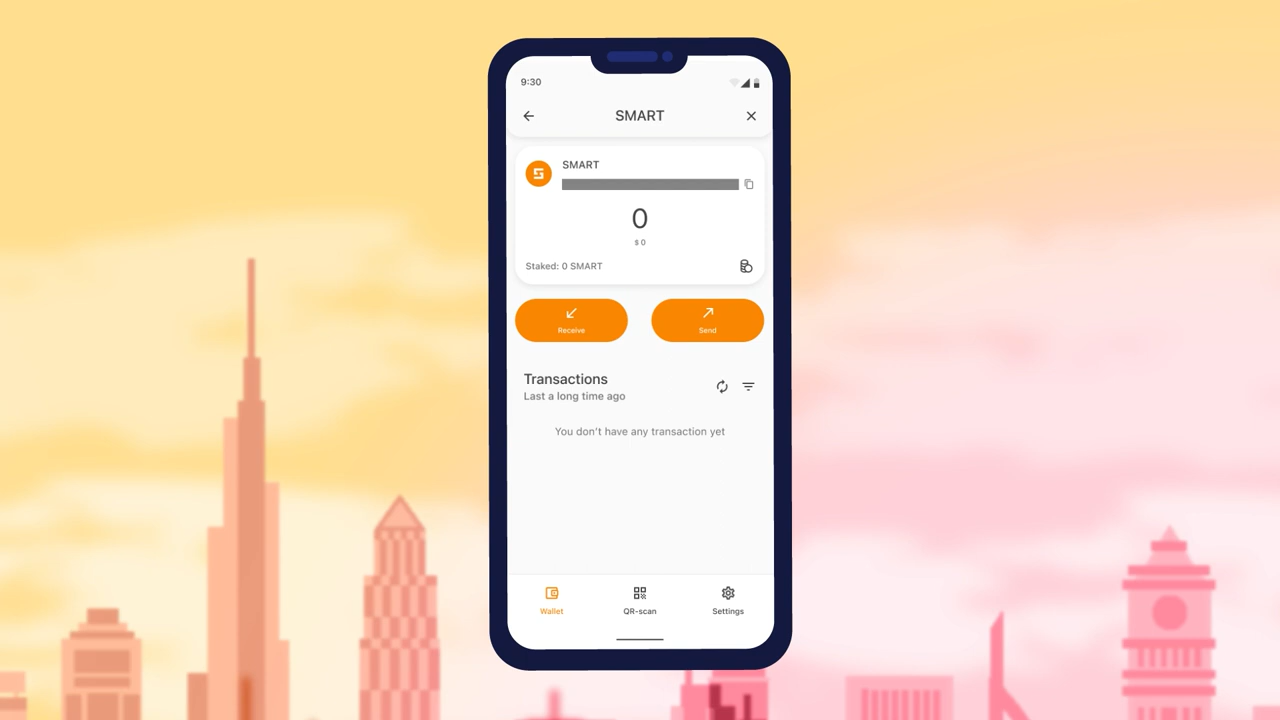 9:30
SMART
SMART
0
$ 0
Staked: 0 SMART
Receive
Send
Transactions
Last a long time ago
You don't have any transaction yet
Wallet
QR-scan
Settings